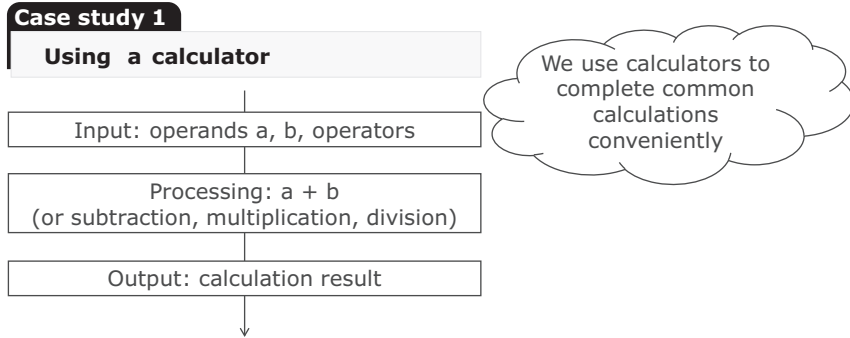 Case study 1
Using a calculator
We use calculators to
complete common
calculations
conveniently
Input: operands a, b, operators
Processing: a + b
(or subtraction, multiplication, division)
Output: calculation result